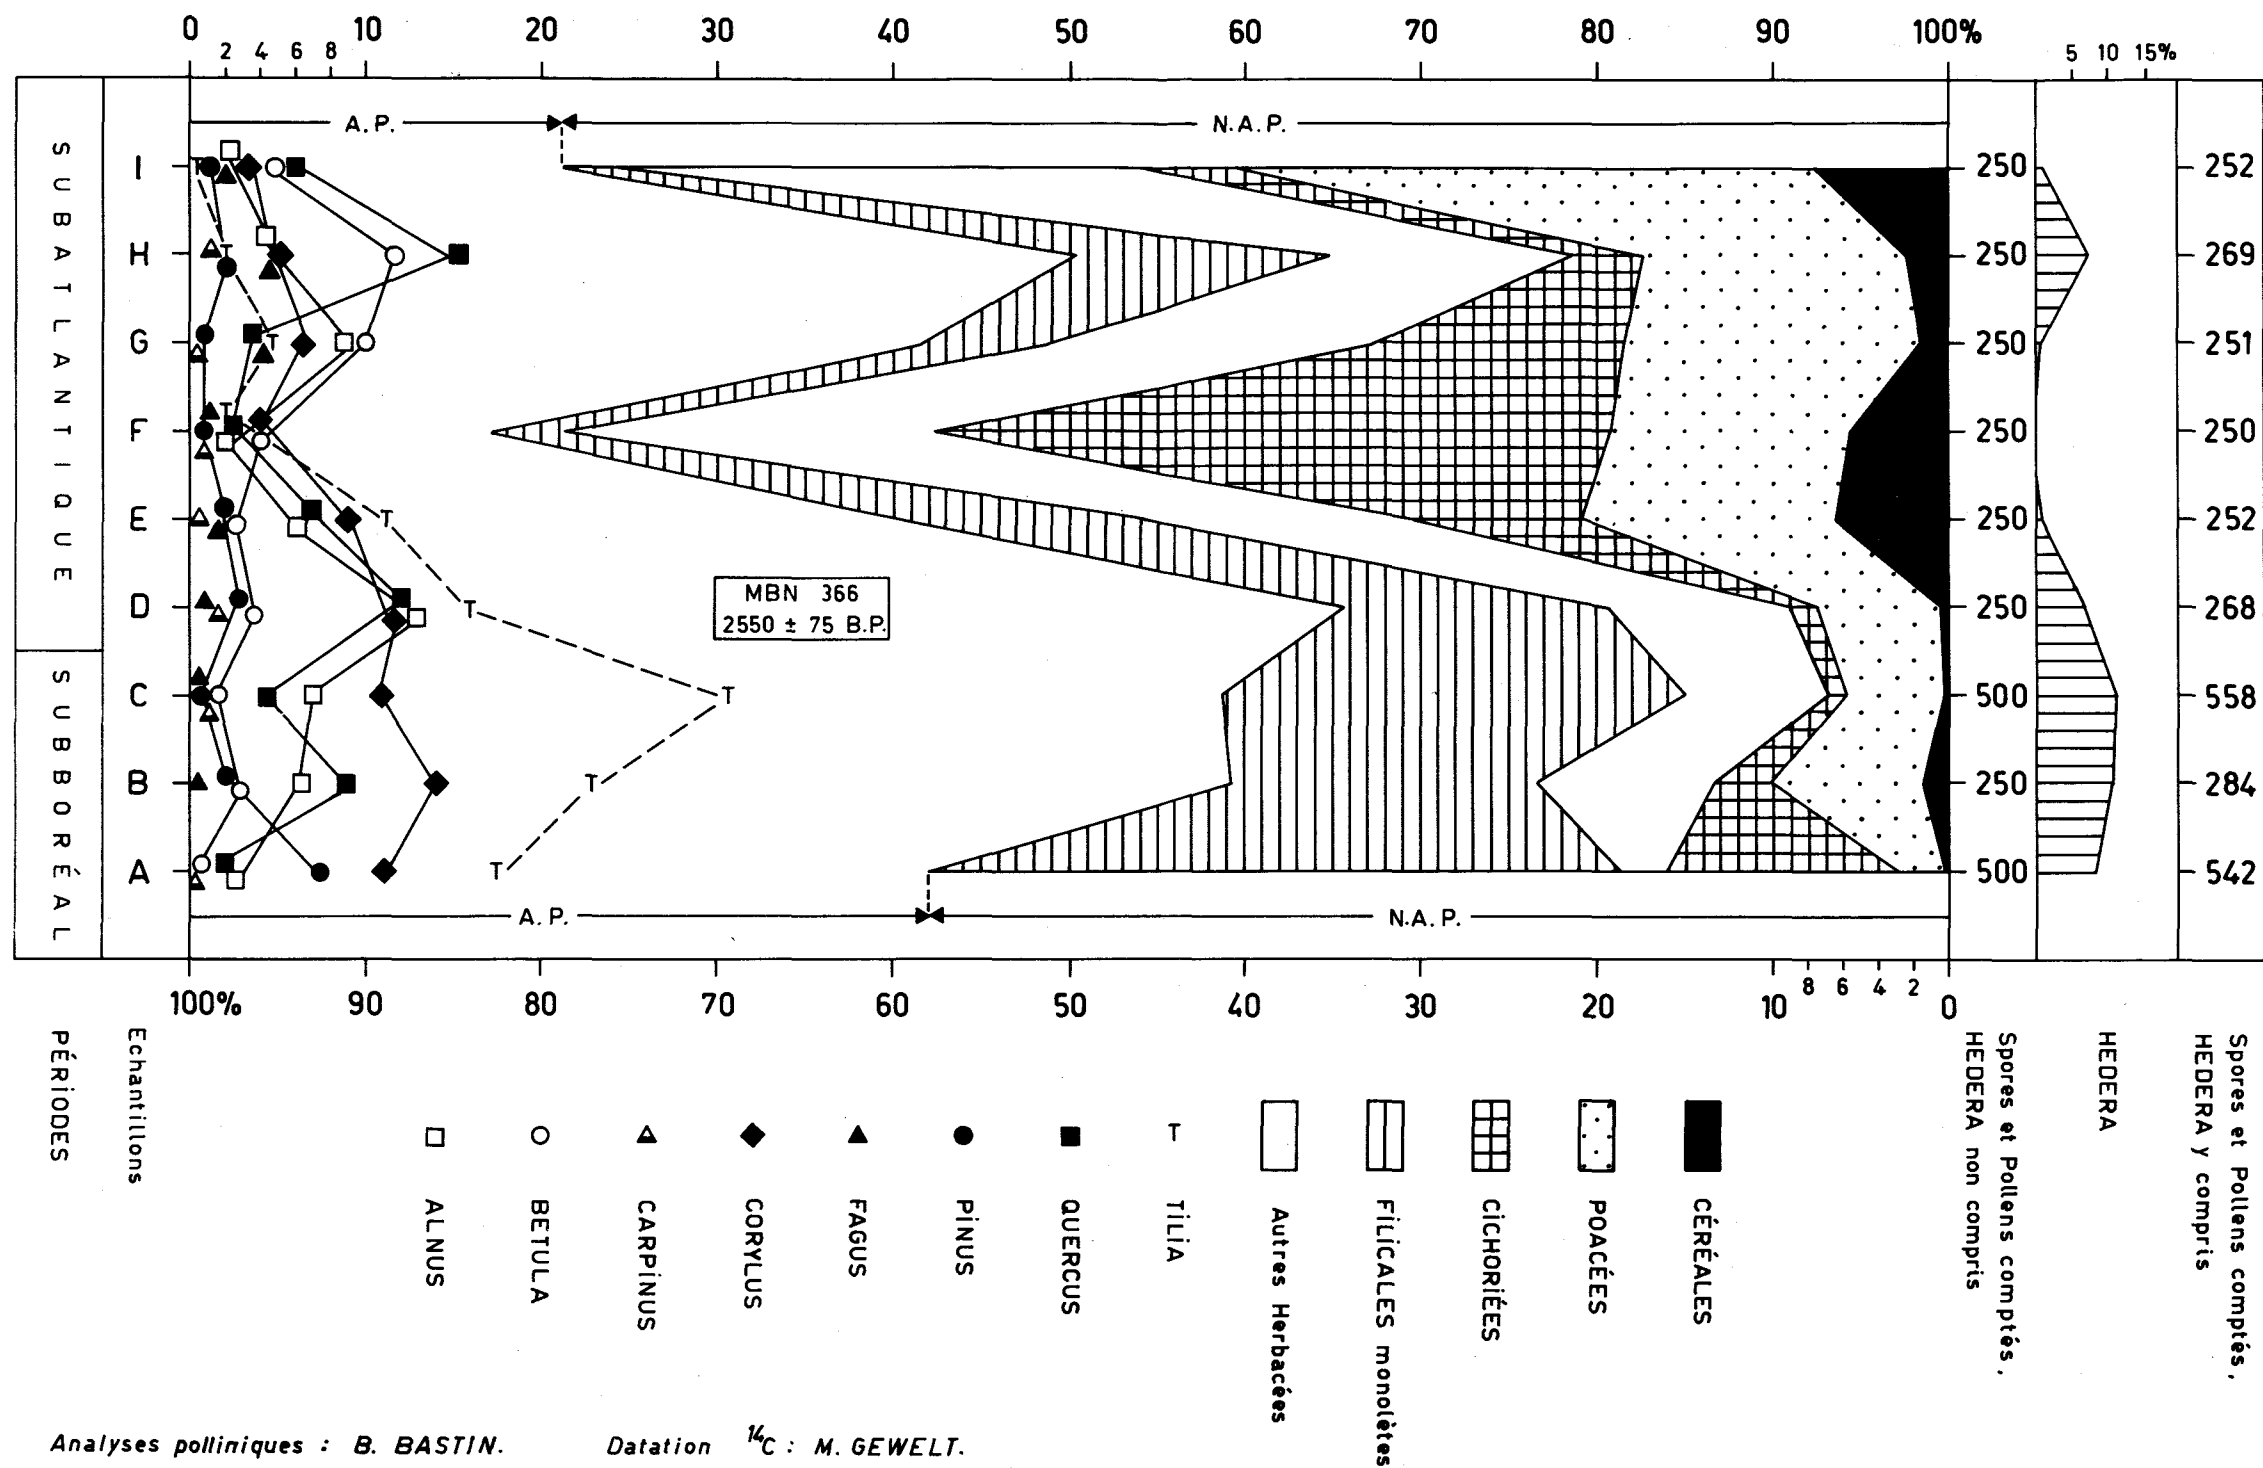 0 10 20 30 40 50 60 70 80 90 100%
2 4 6 8
5 10 15%
A.P. N.A.P.
SUBATLANTIQUE
SUBBORÉAL
I 250 252
H 250 269
G 250 251
F 250 250
E 250 252
D 250 268
C 500 558
B 250 284
A 500 542
T
T
T
T
T
T
T
T
T
MBN 366
2550 ± 75 B.P.
A.P. N.A.P.
100% 90 80 70 60 50 40 30 20 10 0
8 6 4 2
PÉRIODES
Echantillons
ALNUS
BETULA
CARPINUS
CORYLUS
FAGUS
PINUS
QUERCUS
T TILIA
Autres Herbacées
FILICALES monolètes
CICHORIÉES
POACÉES
CÉRÉALES
Spores et Pollens comptés,
HEDERA non compris
HEDERA
Spores et Pollens comptés,
HEDERA y compris
Analyses polliniques : B. BASTIN. Datation 14C : M. GEWELT.